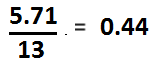 5.71
13 . = 0.44